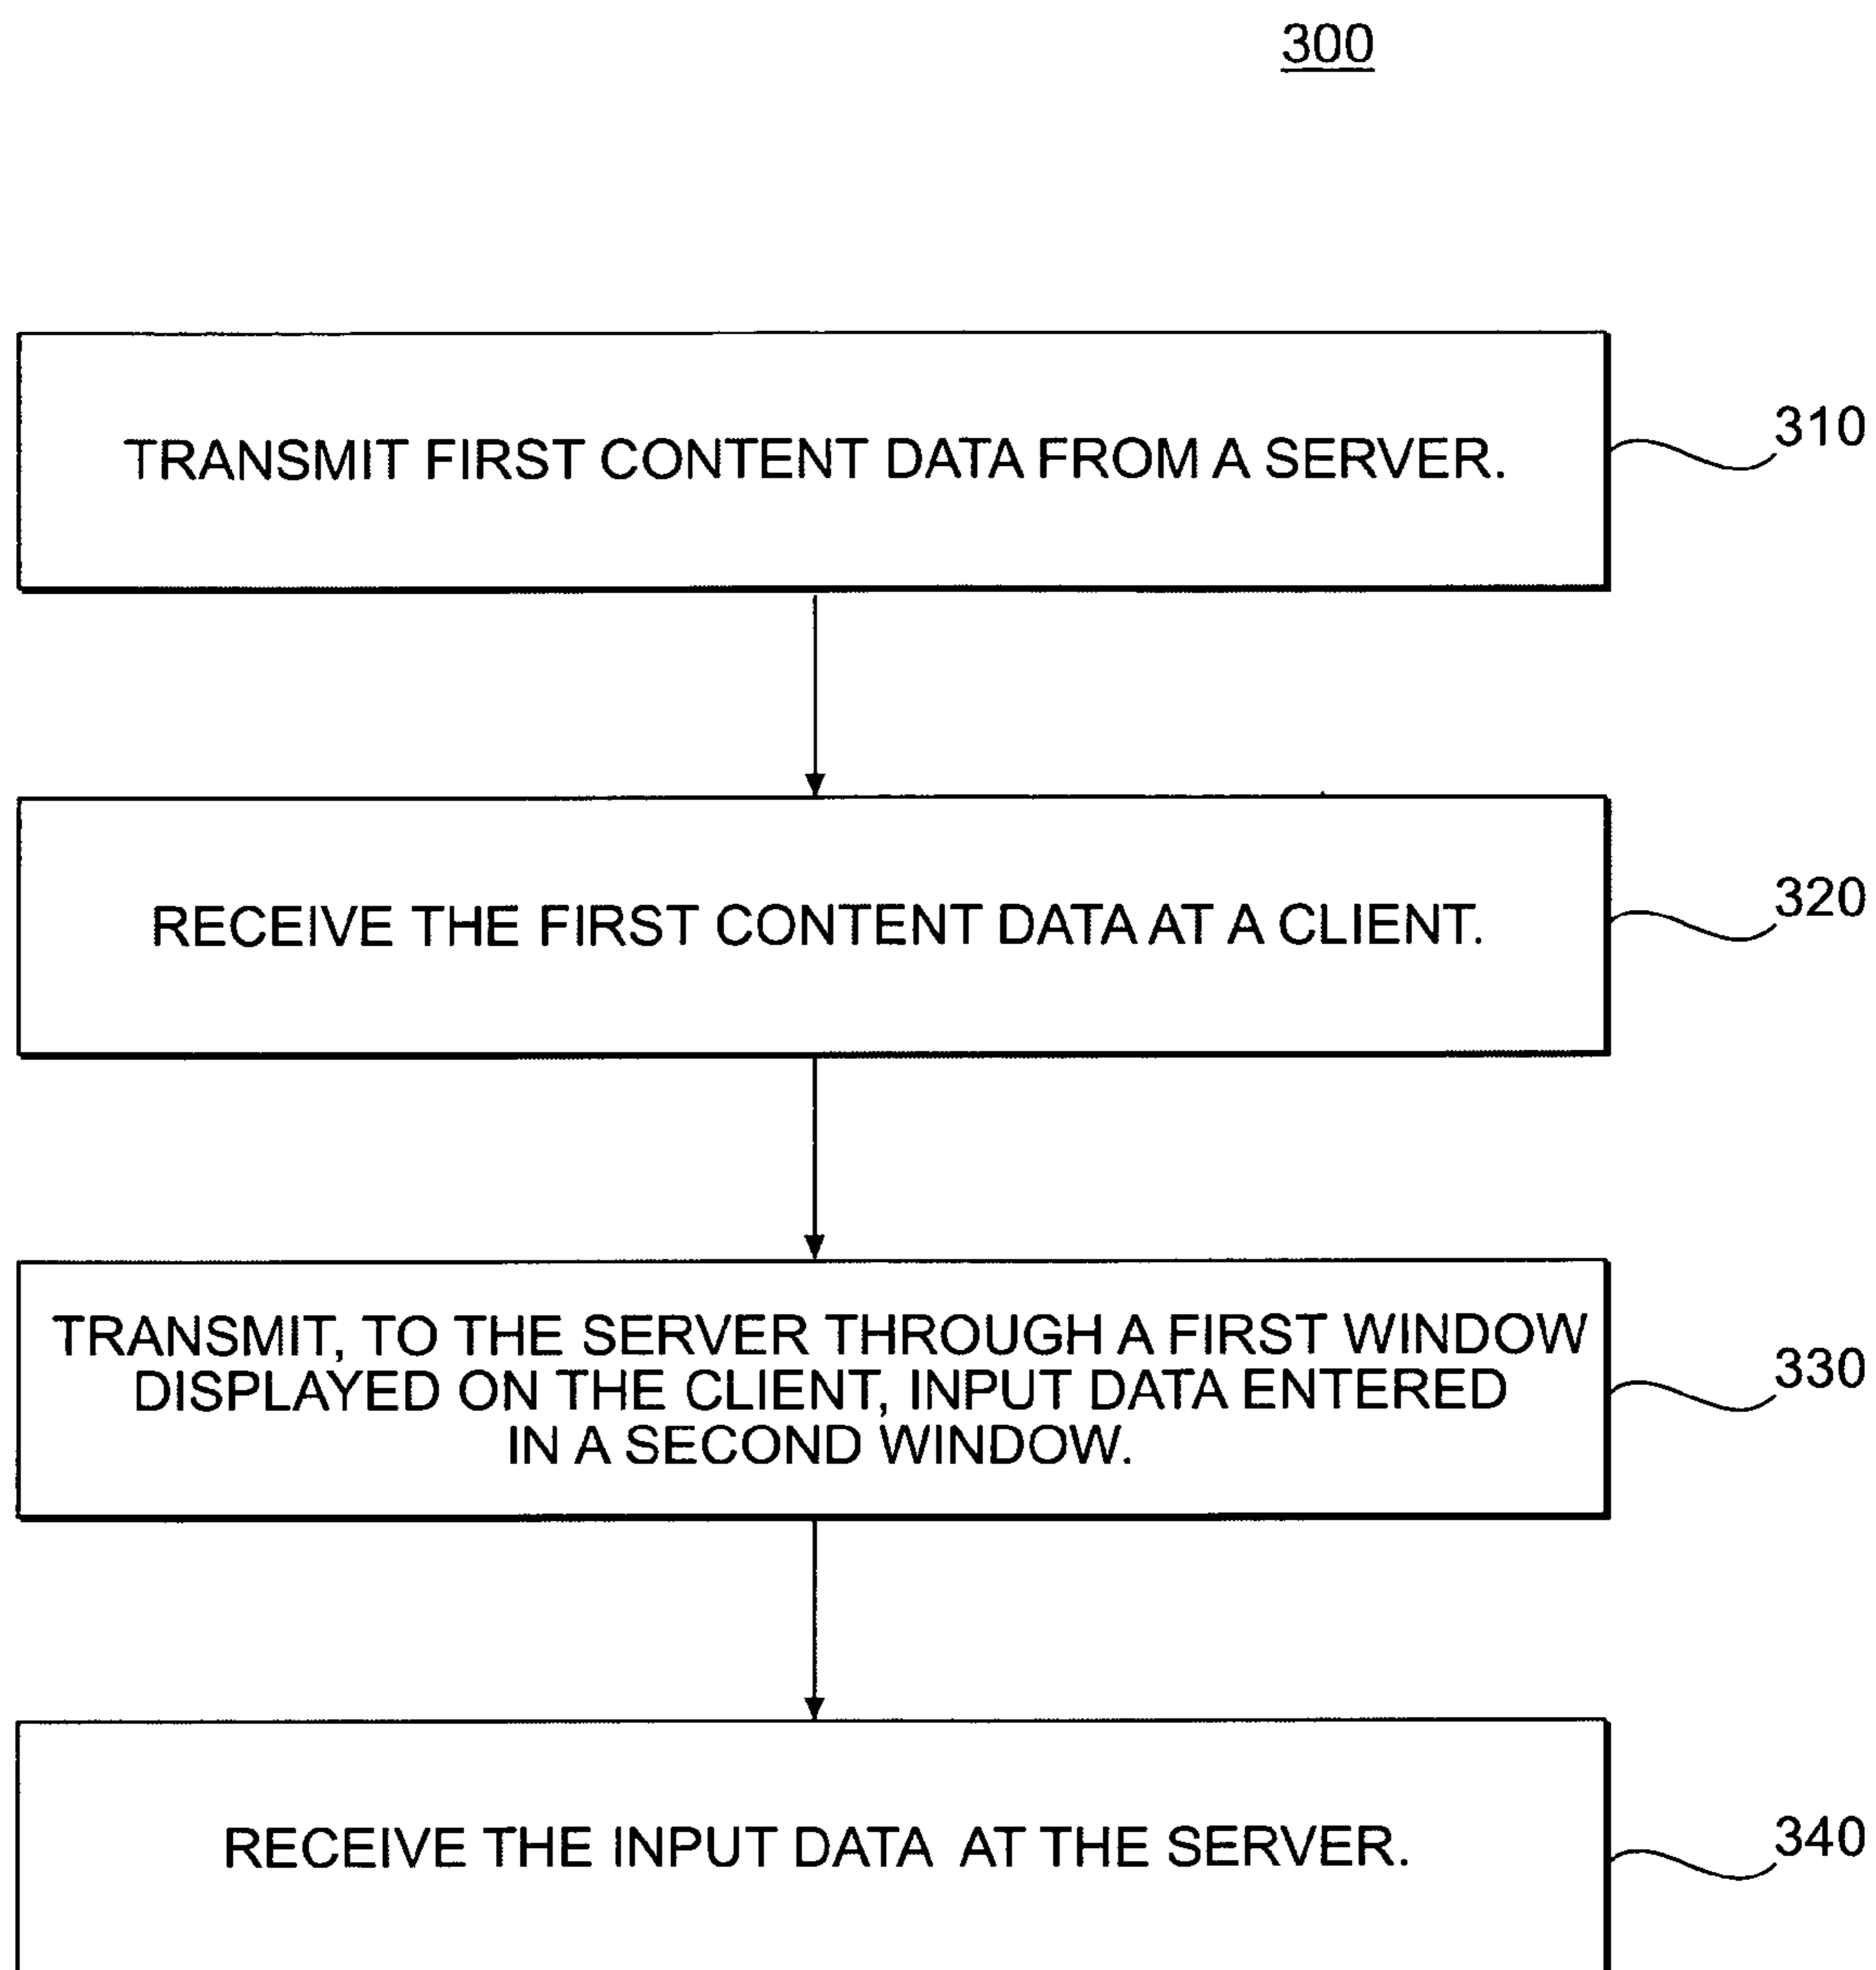 300
TRANSMIT FIRST CONTENT DATA FROM A SERVER.
310
RECEIVE THE FIRST CONTENT DATA AT A CLIENT.
320
TRANSMIT, TO THE SERVER THROUGH A FIRST WINDOW
DISPLAYED ON THE CLIENT, INPUT DATA ENTERED
IN A SECOND WINDOW.
330
RECEIVE THE INPUT DATA AT THE SERVER.
340